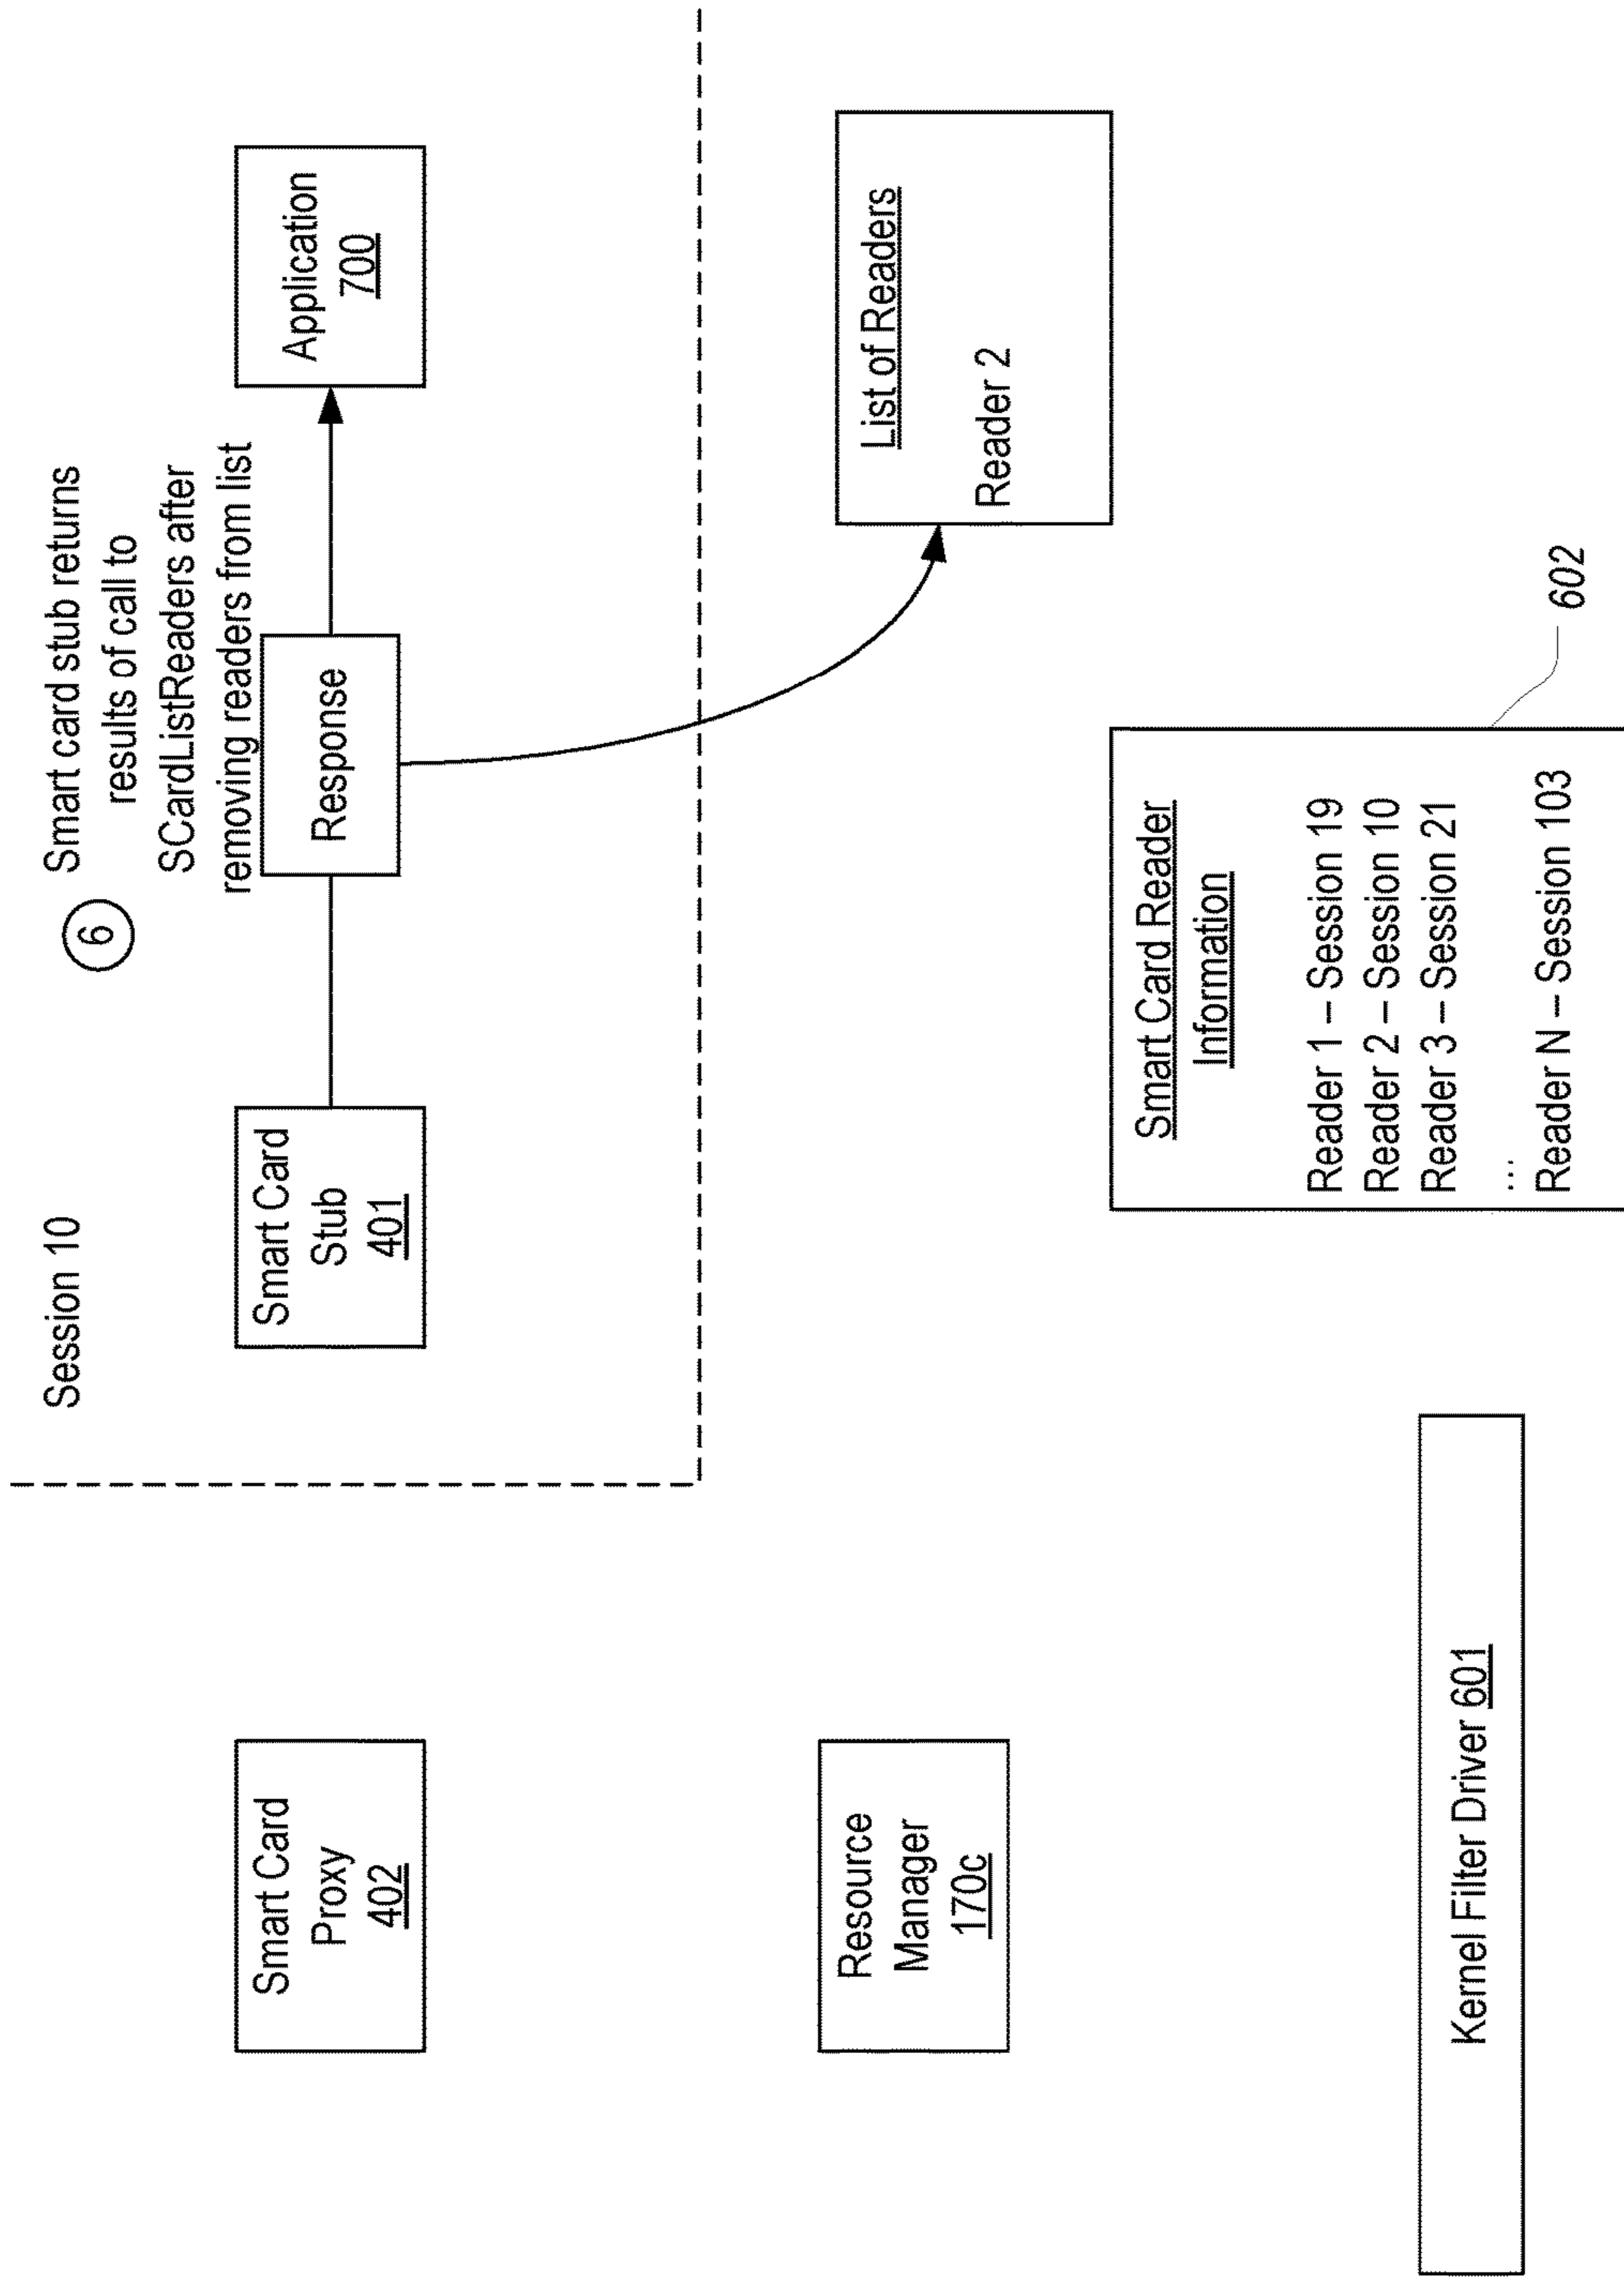 Session 10
6
Smart card stub returns
results of call to
SCardListReaders after
removing readers from list
Smart Card
Proxy
402
Smart Card
Stub
401
Response
Application
700
Resource
Manager
170c
List of Readers
Reader 2
Smart Card Reader
Information
Reader 1 – Session 19
Reader 2 – Session 10
Reader 3 – Session 21
...
Reader N – Session 103
602
Kernel Filter Driver 601